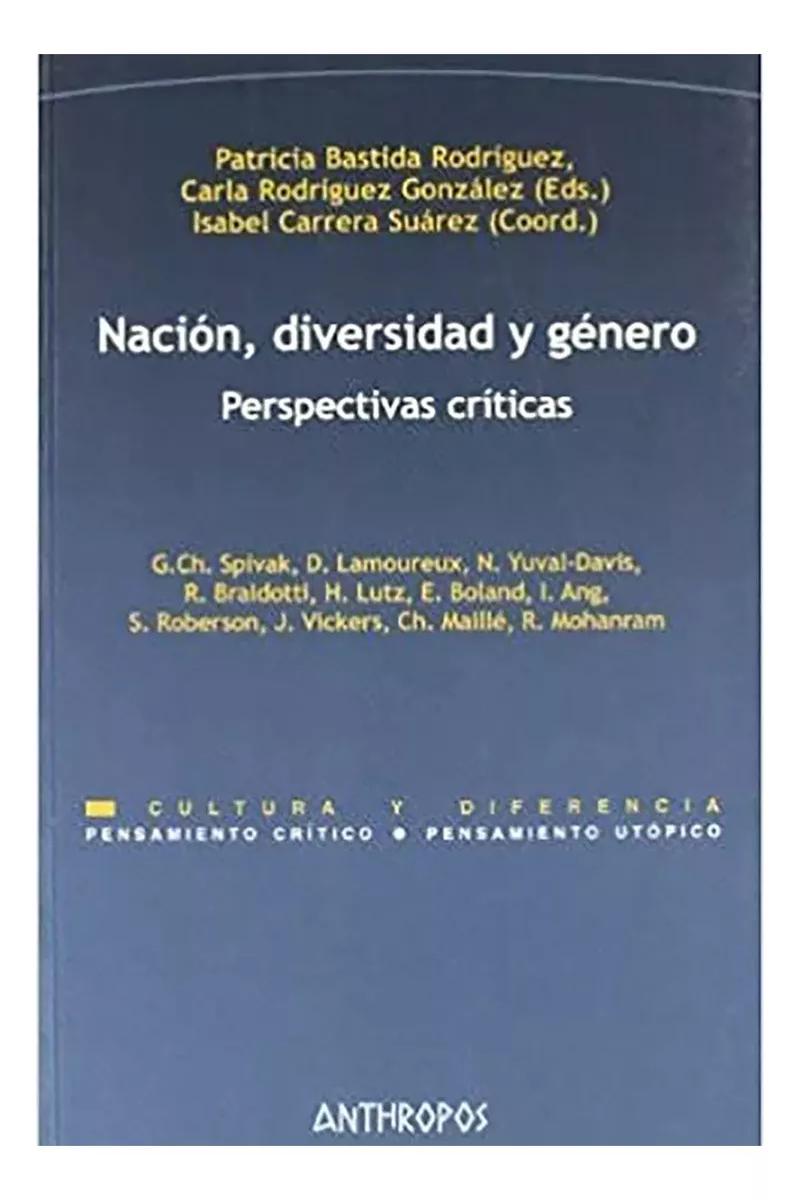 Patricia Bastida Rodríguez,
Carla Rodríguez González (Eds.)
Isabel Carrera Suárez (Coord.)
Nación, diversidad y género
Perspectivas críticas
G.Ch. Spivak, D. Lamoureux, N. Yuval-Davis,
R. Braidotti, H. Lutz, E. Boland, I. Ang,
S. Roberson, J. Vickers, Ch. Maillé, R. Mohanram
CULTURA Y DIFERENCIA
PENSAMIENTO CRÍTICO ● PENSAMIENTO UTÓPICO
ANTHROPOS